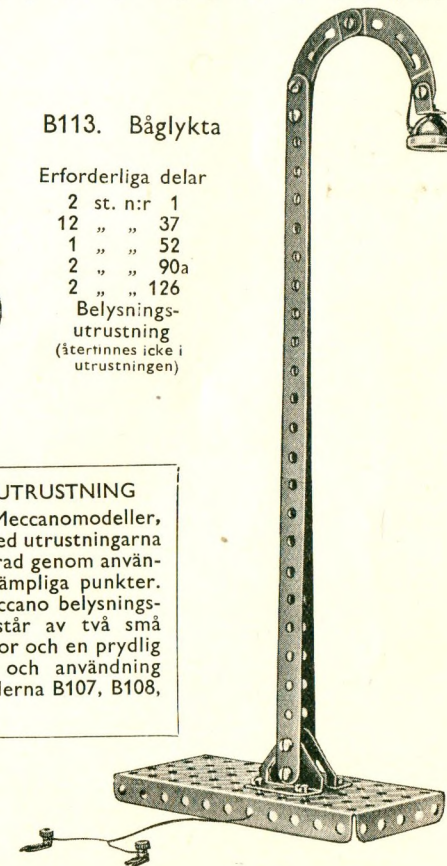 B113. Båglykta
Erforderliga delar
2 st. n:r 1
12 „ „ 37
1 „ „ 52
2 „ „ 90a
2 „ „ 126
Belysnings-
utrustning
(återfinnes icke i
utrustningen)
UTRUSTNING
Meccanomodeller,
ed utrustningarna
rad genom använ-
ämpliga punkter.
ccano belysnings-
står av två små
or och en prydlig
och användning
lerna B107, B108,